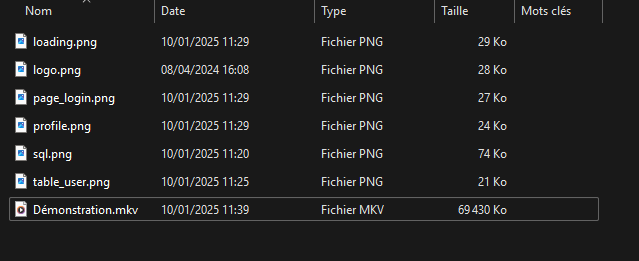 Nom Date Type Taille Mots clés
loading.png 10/01/2025 11:29 Fichier PNG 29 Ko
logo.png 08/04/2024 16:08 Fichier PNG 28 Ko
page_login.png 10/01/2025 11:29 Fichier PNG 27 Ko
profile.png 10/01/2025 11:29 Fichier PNG 24 Ko
sql.png 10/01/2025 11:20 Fichier PNG 74 Ko
table_user.png 10/01/2025 11:25 Fichier PNG 21 Ko
Démonstration.mkv 10/01/2025 11:39 Fichier MKV 69 430 Ko